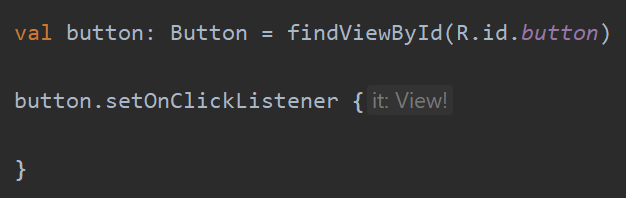 val button: Button = findViewById(R.id.button)
button.setOnClickListener { it: View!
}